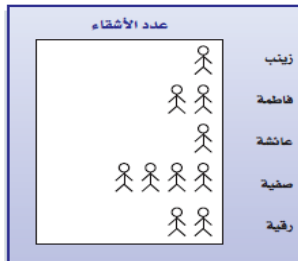 عدد الأشقاء
زينب
فاطمة
عائشة
صفية
رقية